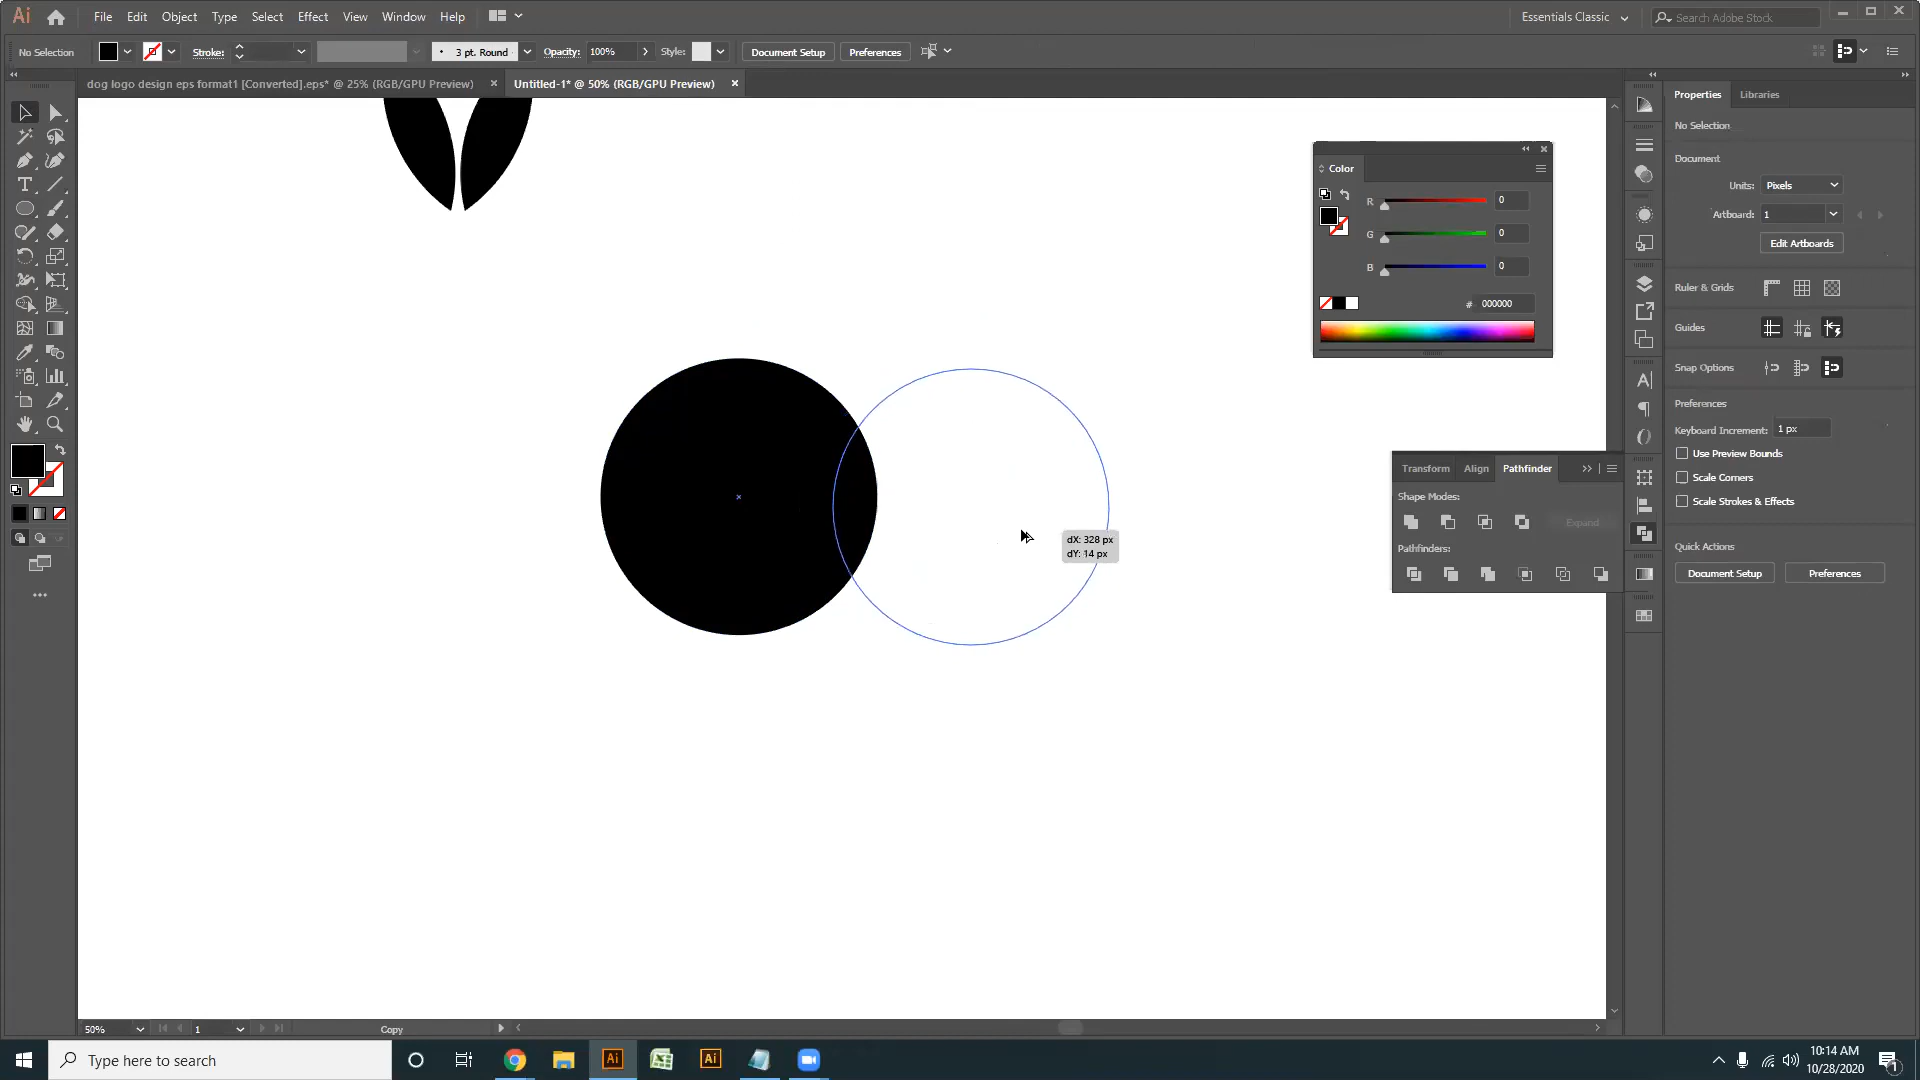 Ai File Edit Object Type Select Effect View Window Help Essentials Classic Search Adobe Stock
No Selection Stroke: 3 pt. Round Opacity: 100% Style: Document Setup Preferences
dog logo design eps format1 [Converted].eps* @ 25% (RGB/GPU Preview) Untitled-1* @ 50% (RGB/GPU Preview)
Properties Libraries
No Selection
Document
Units: Pixels
Artboard: 1
Edit Artboards
Ruler & Grids
Guides
Snap Options
Preferences
Keyboard Increment: 1 px
Use Preview Bounds
Scale Corners
Scale Strokes & Effects
Quick Actions
Document Setup Preferences
Color
R 0
G 0
B 0
# 000000
Transform Align Pathfinder
Shape Modes:
Expand
Pathfinders:
dX: 328 px
dY: 14 px
50% 1 Copy
Type here to search
10:14 AM
10/28/2020
1